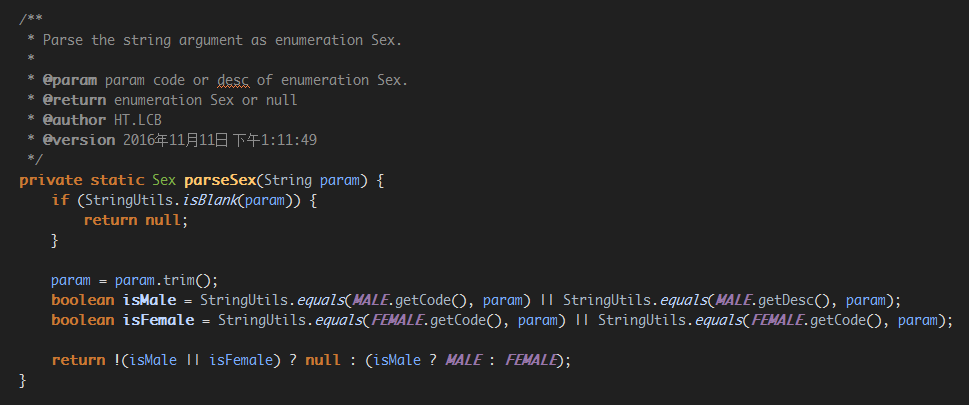 /**
 * Parse the string argument as enumeration Sex.
 *
 * @param param code or desc of enumeration Sex.
 * @return enumeration Sex or null
 * @author HT.LCB
 * @version 2016年11月11日 下午1:11:49
 */
private static Sex parseSex(String param) {
    if (StringUtils.isBlank(param)) {
        return null;
    }

    param = param.trim();
    boolean isMale = StringUtils.equals(MALE.getCode(), param) || StringUtils.equals(MALE.getDesc(), param);
    boolean isFemale = StringUtils.equals(FEMALE.getCode(), param) || StringUtils.equals(FEMALE.getCode(), param);

    return !(isMale || isFemale) ? null : (isMale ? MALE : FEMALE);
}